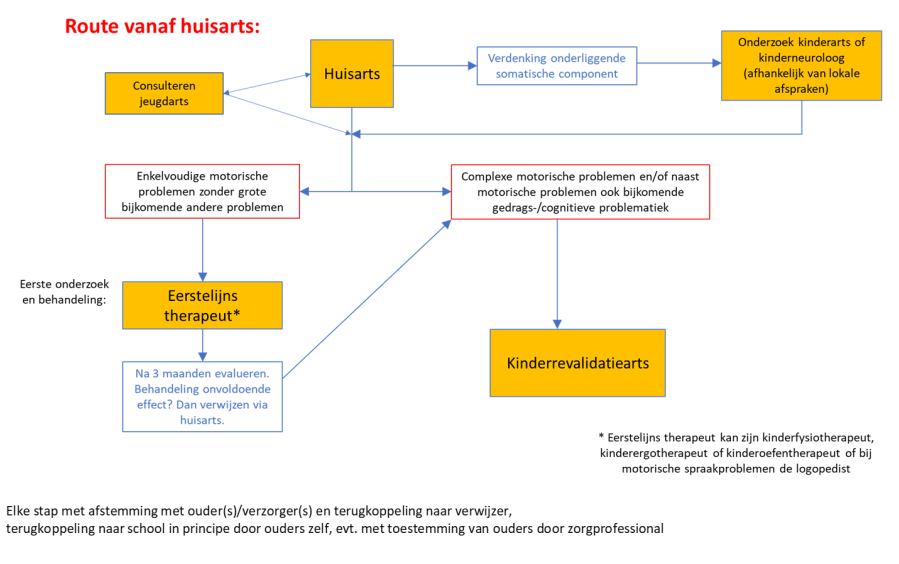 Route vanaf huisarts:
Huisarts
Consulteren
jeugdarts
Verdenking onderliggende
somatische component
Onderzoek kinderarts of
kinderneuroloog
(afhankelijk van lokale
afspraken)
Enkelvoudige motorische
problemen zonder grote
bijkomende andere problemen
Complexe motorische problemen en/of naast
motorische problemen ook bijkomende
gedrags-/cognitieve problematiek
Eerste onderzoek
en behandeling:
Eerstelijns
therapeut*
Na 3 maanden evalueren.
Behandeling onvoldoende
effect? Dan verwijzen via
huisarts.
Kinderrevalidatiearts
* Eerstelijns therapeut kan zijn kinderfysiotherapeut,
kinderergotherapeut of kinderoefentherapeut of bij
motorische spraakproblemen de logopedist
Elke stap met afstemming met ouder(s)/verzorger(s) en terugkoppeling naar verwijzer,
terugkoppeling naar school in principe door ouders zelf, evt. met toestemming van ouders door zorgprofessional